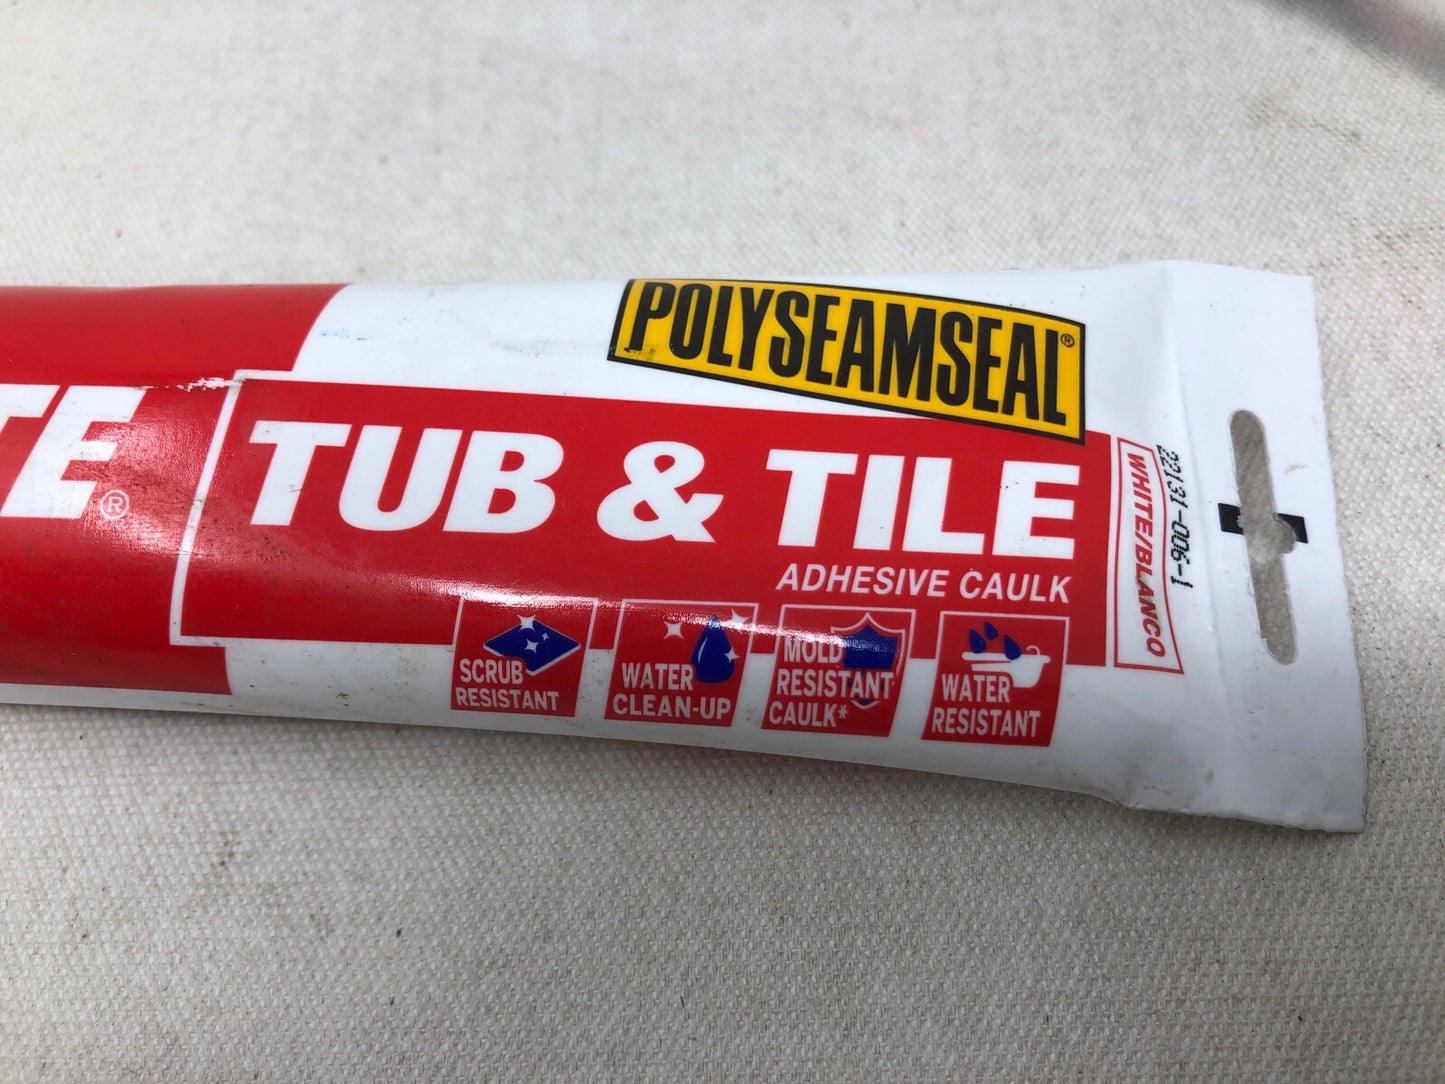 POLYSEAMSEAL®
TE®
TUB & TILE
ADHESIVE CAULK
SCRUB
RESISTANT
WATER
CLEAN-UP
MOLD
RESISTANT
CAULK*
WATER
RESISTANT
WHITE/BLANCO
22131-006-1